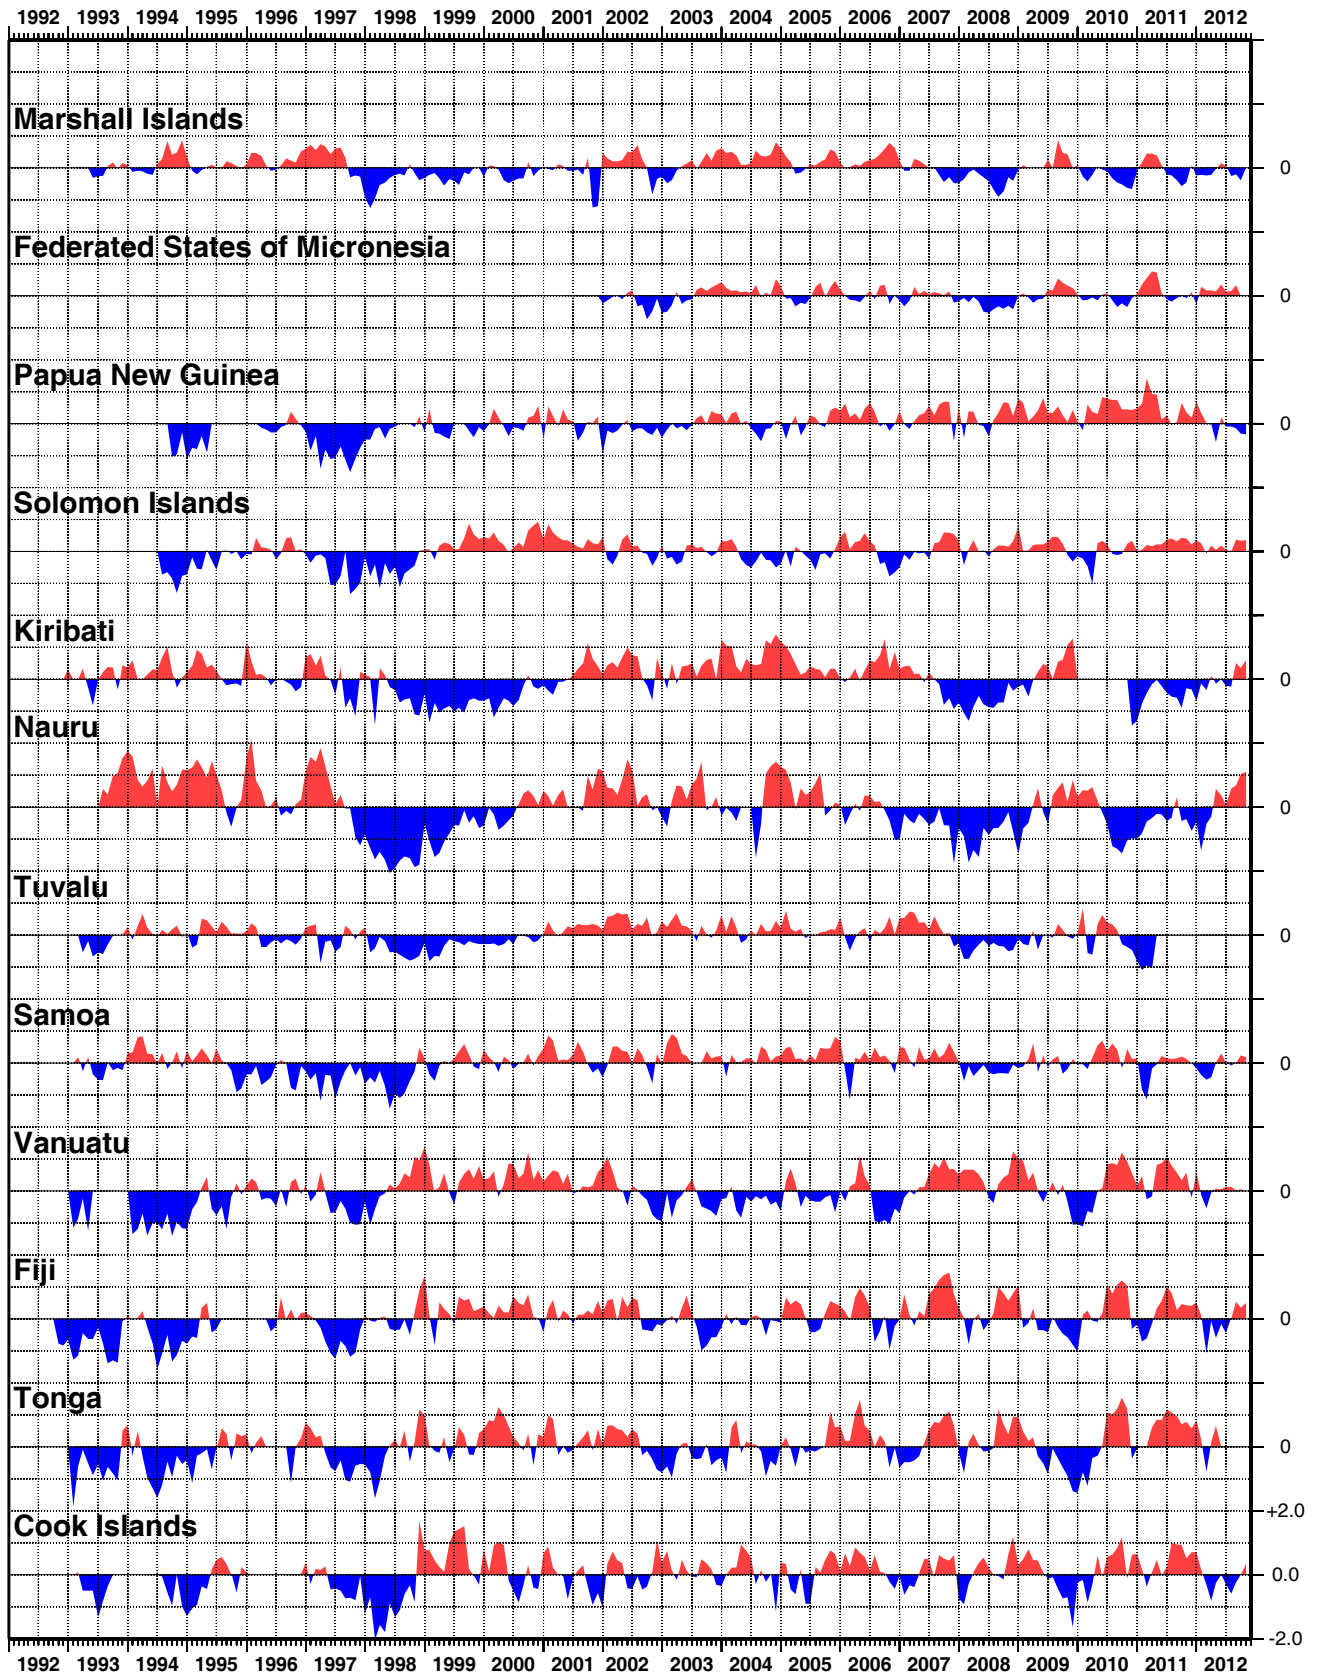 1992 1993 1994 1995 1996 1997 1998 1999 2000 2001 2002 2003 2004 2005 2006 2007 2008 2009 2010 2011 2012
Marshall Islands
0
Federated States of Micronesia
0
Papua New Guinea
0
Solomon Islands
0
Kiribati
0
Nauru
0
Tuvalu
0
Samoa
0
Vanuatu
0
Fiji
0
Tonga
0
+2.0
Cook Islands
0.0
-2.0
1992 1993 1994 1995 1996 1997 1998 1999 2000 2001 2002 2003 2004 2005 2006 2007 2008 2009 2010 2011 2012